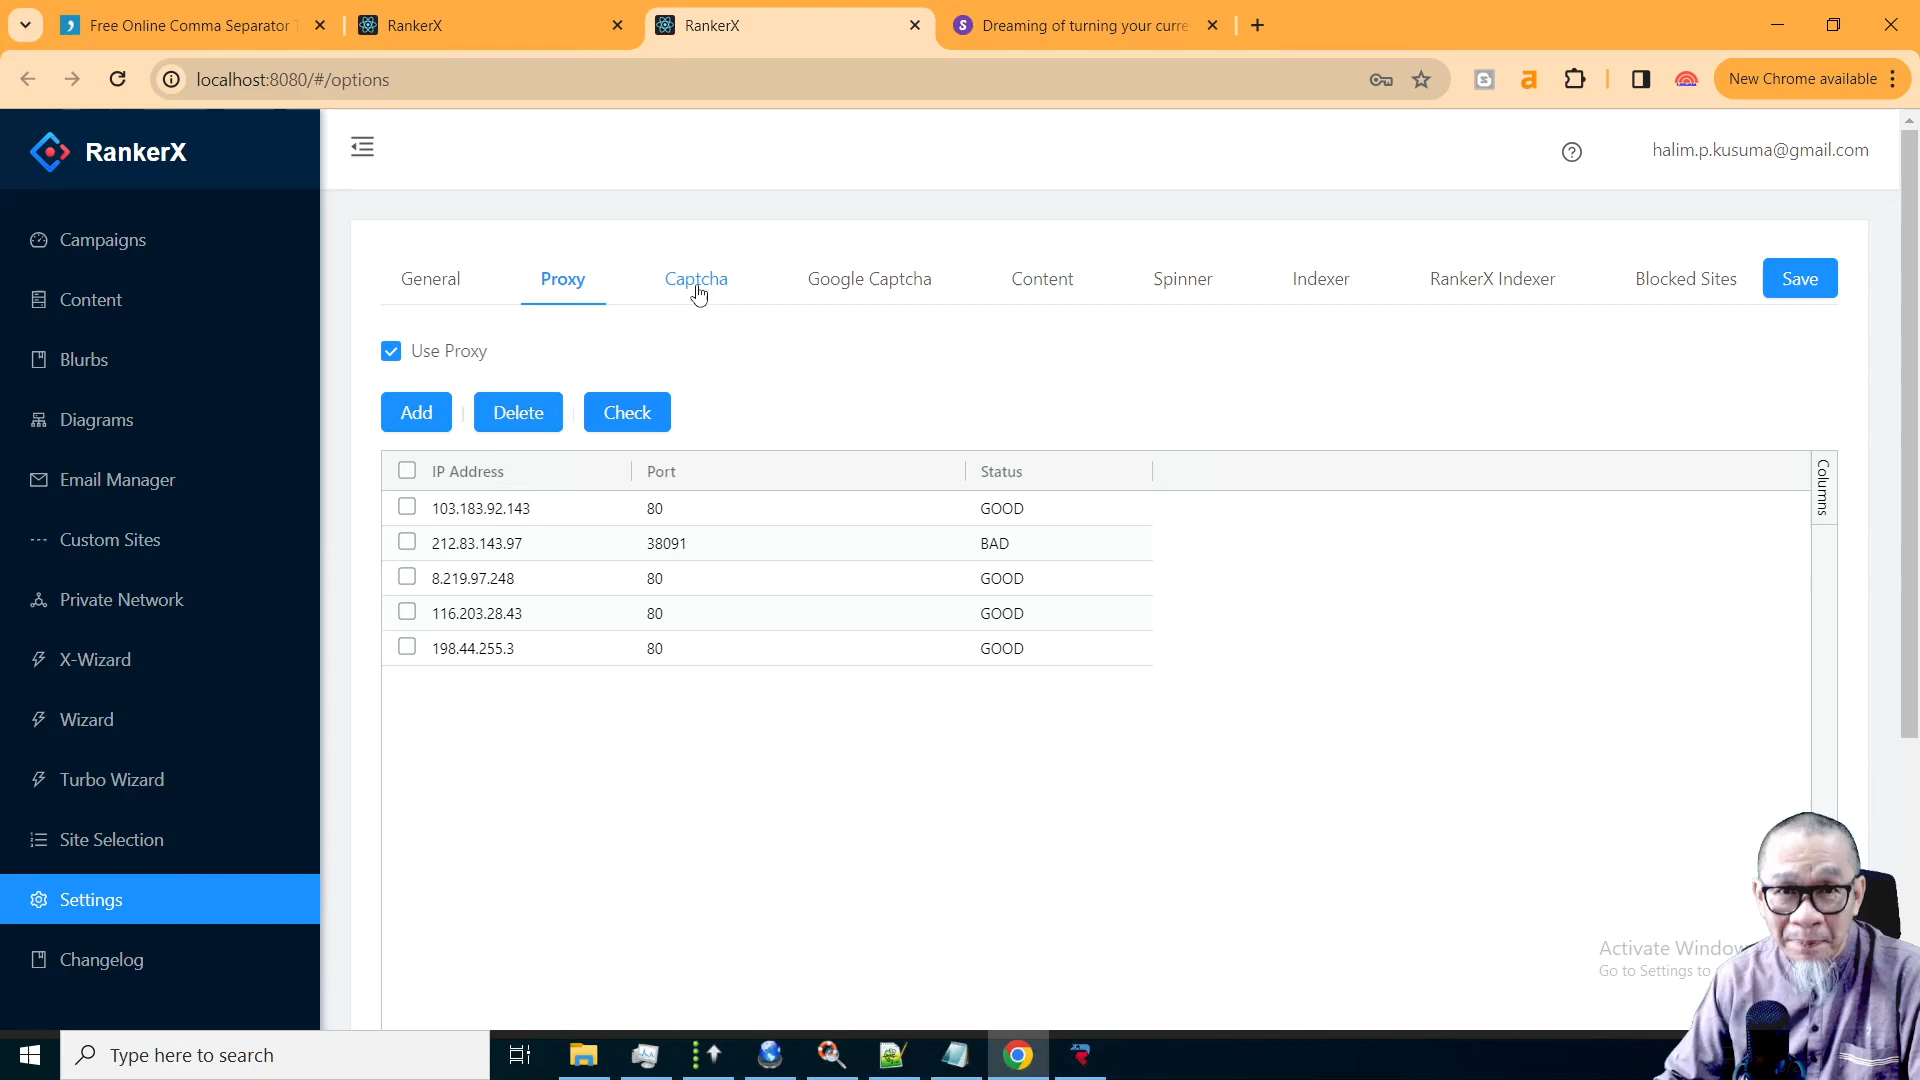 Free Online Comma Separator
RankerX
RankerX
Dreaming of turning your curre
localhost:8080/#/options
New Chrome available
RankerX
halim.p.kusuma@gmail.com
Campaigns
Content
Blurbs
Diagrams
Email Manager
Custom Sites
Private Network
X-Wizard
Wizard
Turbo Wizard
Site Selection
Settings
Changelog
General
Proxy
Captcha
Google Captcha
Content
Spinner
Indexer
RankerX Indexer
Blocked Sites
Save
Use Proxy
Add
Delete
Check
IP Address Port Status
103.183.92.143 80 GOOD
212.83.143.97 38091 BAD
8.219.97.248 80 GOOD
116.203.28.43 80 GOOD
198.44.255.3 80 GOOD
Columns
Activate Window
Go to Settings to
Type here to search